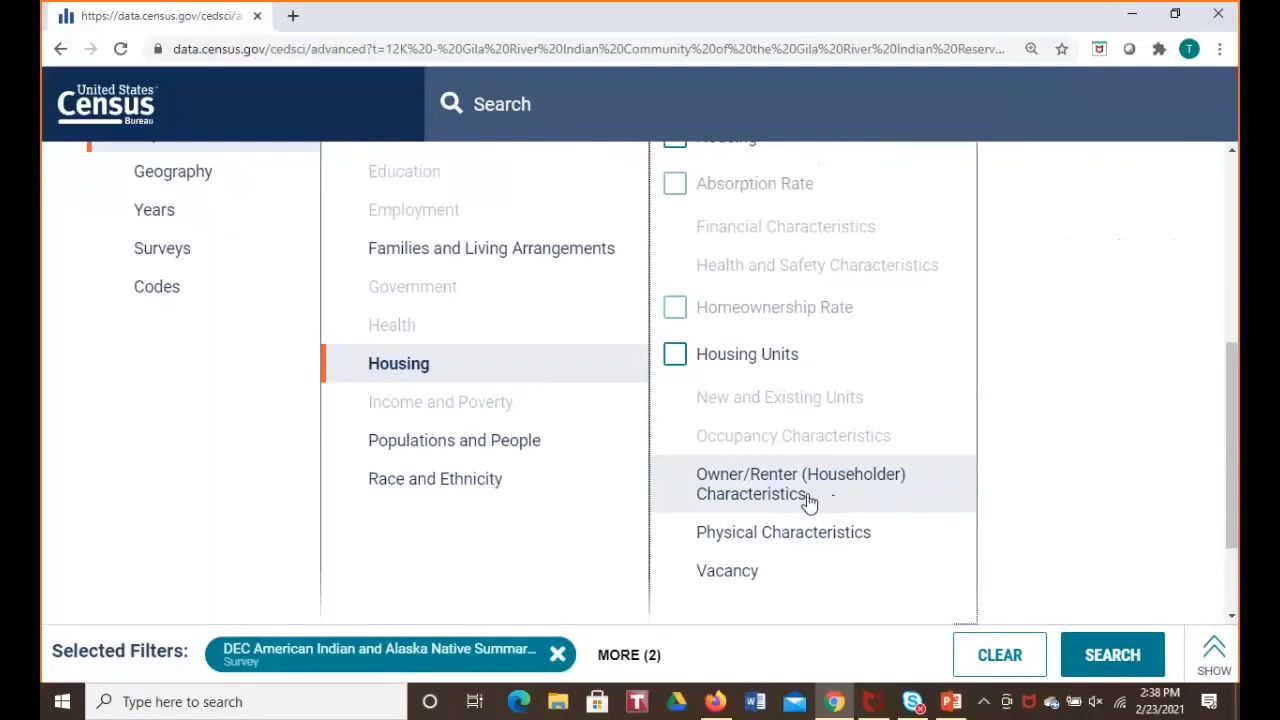 https://data.census.gov/cedsci/a
data.census.gov/cedsci/advanced?t=12K%20-%20Gila%20River%20Indian%20Community%20of%20the%20Gila%20River%20Indian%20Reserv...
T
United States
Census
Bureau
Search
Geography
Years
Surveys
Codes
Education
Employment
Families and Living Arrangements
Government
Health
Housing
Income and Poverty
Populations and People
Race and Ethnicity
Housing
Absorption Rate
Financial Characteristics
Health and Safety Characteristics
Homeownership Rate
Housing Units
New and Existing Units
Occupancy Characteristics
Owner/Renter (Householder)
Characteristics
Physical Characteristics
Vacancy
Selected Filters:
DEC American Indian and Alaska Native Summar...
Survey
MORE (2)
CLEAR
SEARCH
SHOW
Type here to search
T
2:38 PM
2/23/2021